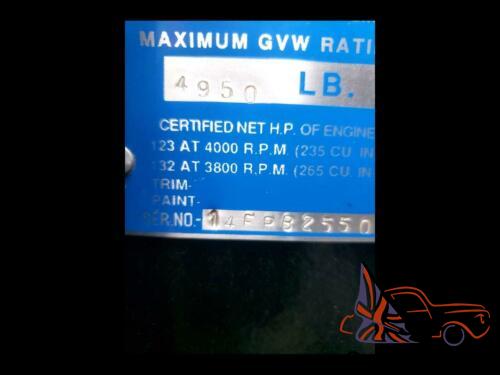 MAXIMUM GVW RATI
4950 LB.
CERTIFIED NET H.P. OF ENGINE
123 AT 4000 R.P.M. (235 CU. IN
132 AT 3800 R.P.M. (265 CU. IN
TRIM-
PAINT-
SER.NO.- 14FPB2550